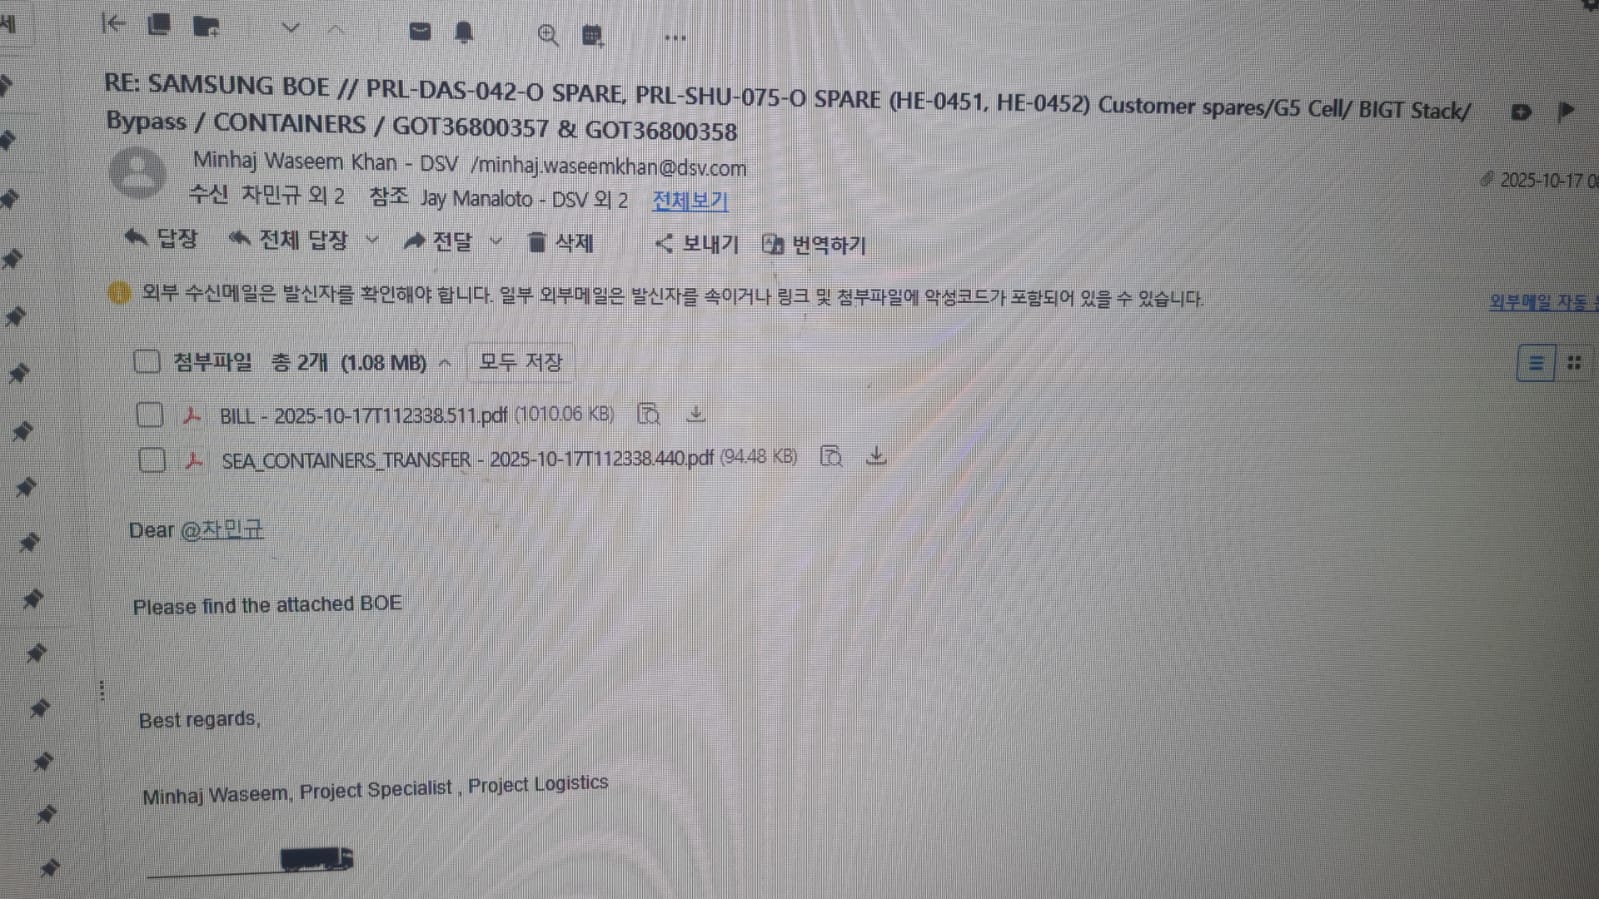 RE: SAMSUNG BOE // PRL-DAS-042-O SPARE, PRL-SHU-075-O SPARE (HE-0451, HE-0452) Customer spares/G5 Cell/ BIGT Stack/
Bypass / CONTAINERS / GOT36800357 & GOT36800358
Minhaj Waseem Khan - DSV /minhaj.waseemkhan@dsv.com
수신 차민규 외 2 참조 Jay Manaloto - DSV 외 2 전체보기
2025-10-17
답장 전체 답장 전달 삭제 보내기 번역하기
외부 수신메일은 발신자를 확인해야 합니다. 일부 외부메일은 발신자를 속이거나 링크 및 첨부파일에 악성코드가 포함되어 있을 수 있습니다.
외부메일 자동
첨부파일 총 2개 (1.08 MB) 모두 저장
BILL - 2025-10-17T112338.511.pdf (1010.06 KB)
SEA_CONTAINERS_TRANSFER - 2025-10-17T112338.440.pdf (94.48 KB)
Dear @차민규
Please find the attached BOE
Best regards,
Minhaj Waseem, Project Specialist , Project Logistics